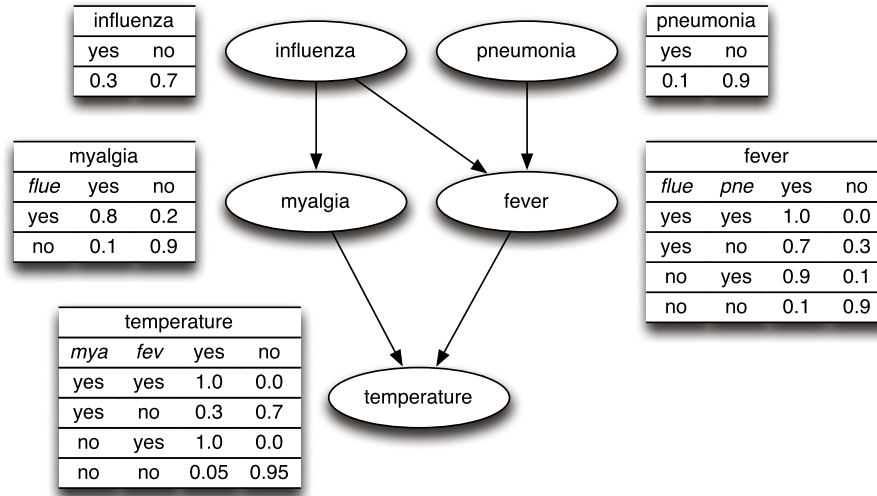 influenza
yes no
0.3 0.7
influenza
pneumonia
pneumonia
yes no
0.1 0.9
myalgia
flue yes no
yes 0.8 0.2
no 0.1 0.9
myalgia
fever
fever
flue pne yes no
yes yes 1.0 0.0
yes no 0.7 0.3
no yes 0.9 0.1
no no 0.1 0.9
temperature
mya fev yes no
yes yes 1.0 0.0
yes no 0.3 0.7
no yes 1.0 0.0
no no 0.05 0.95
temperature